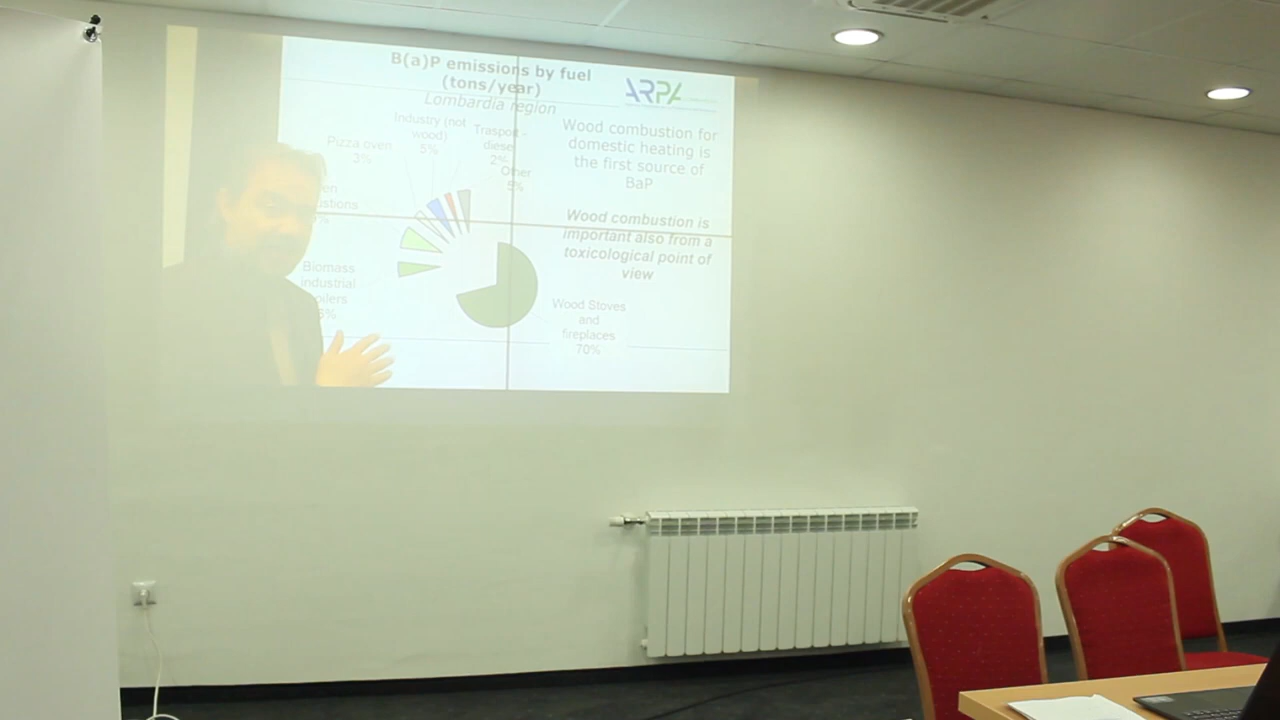 B(a)P emissions by fuel
(tons/year)
Lombardia region
ARPA
Industry (not
wood)
5%
Trasport -
diesel
2%
Pizza oven
3%
Other
5%
Wood combustion for
domestic heating is
the first source of
BaP
Wood combustion is
important also from a
toxicological point of
view
Biomass
industrial
Wood Stoves
and
fireplaces
70%